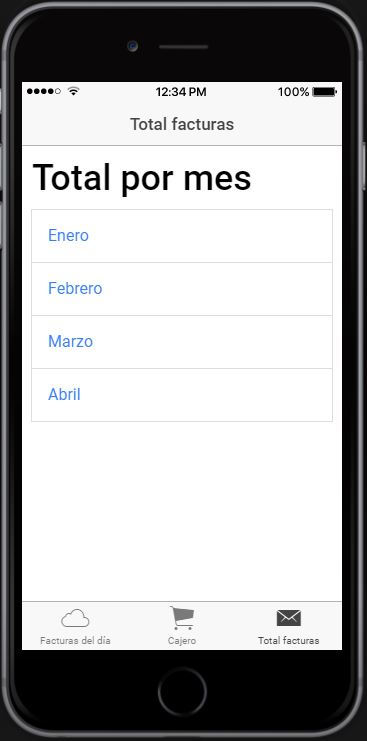 12:34 PM
100%
Total facturas
Total por mes
Enero
Febrero
Marzo
Abril
Facturas del día
Cajero
Total facturas